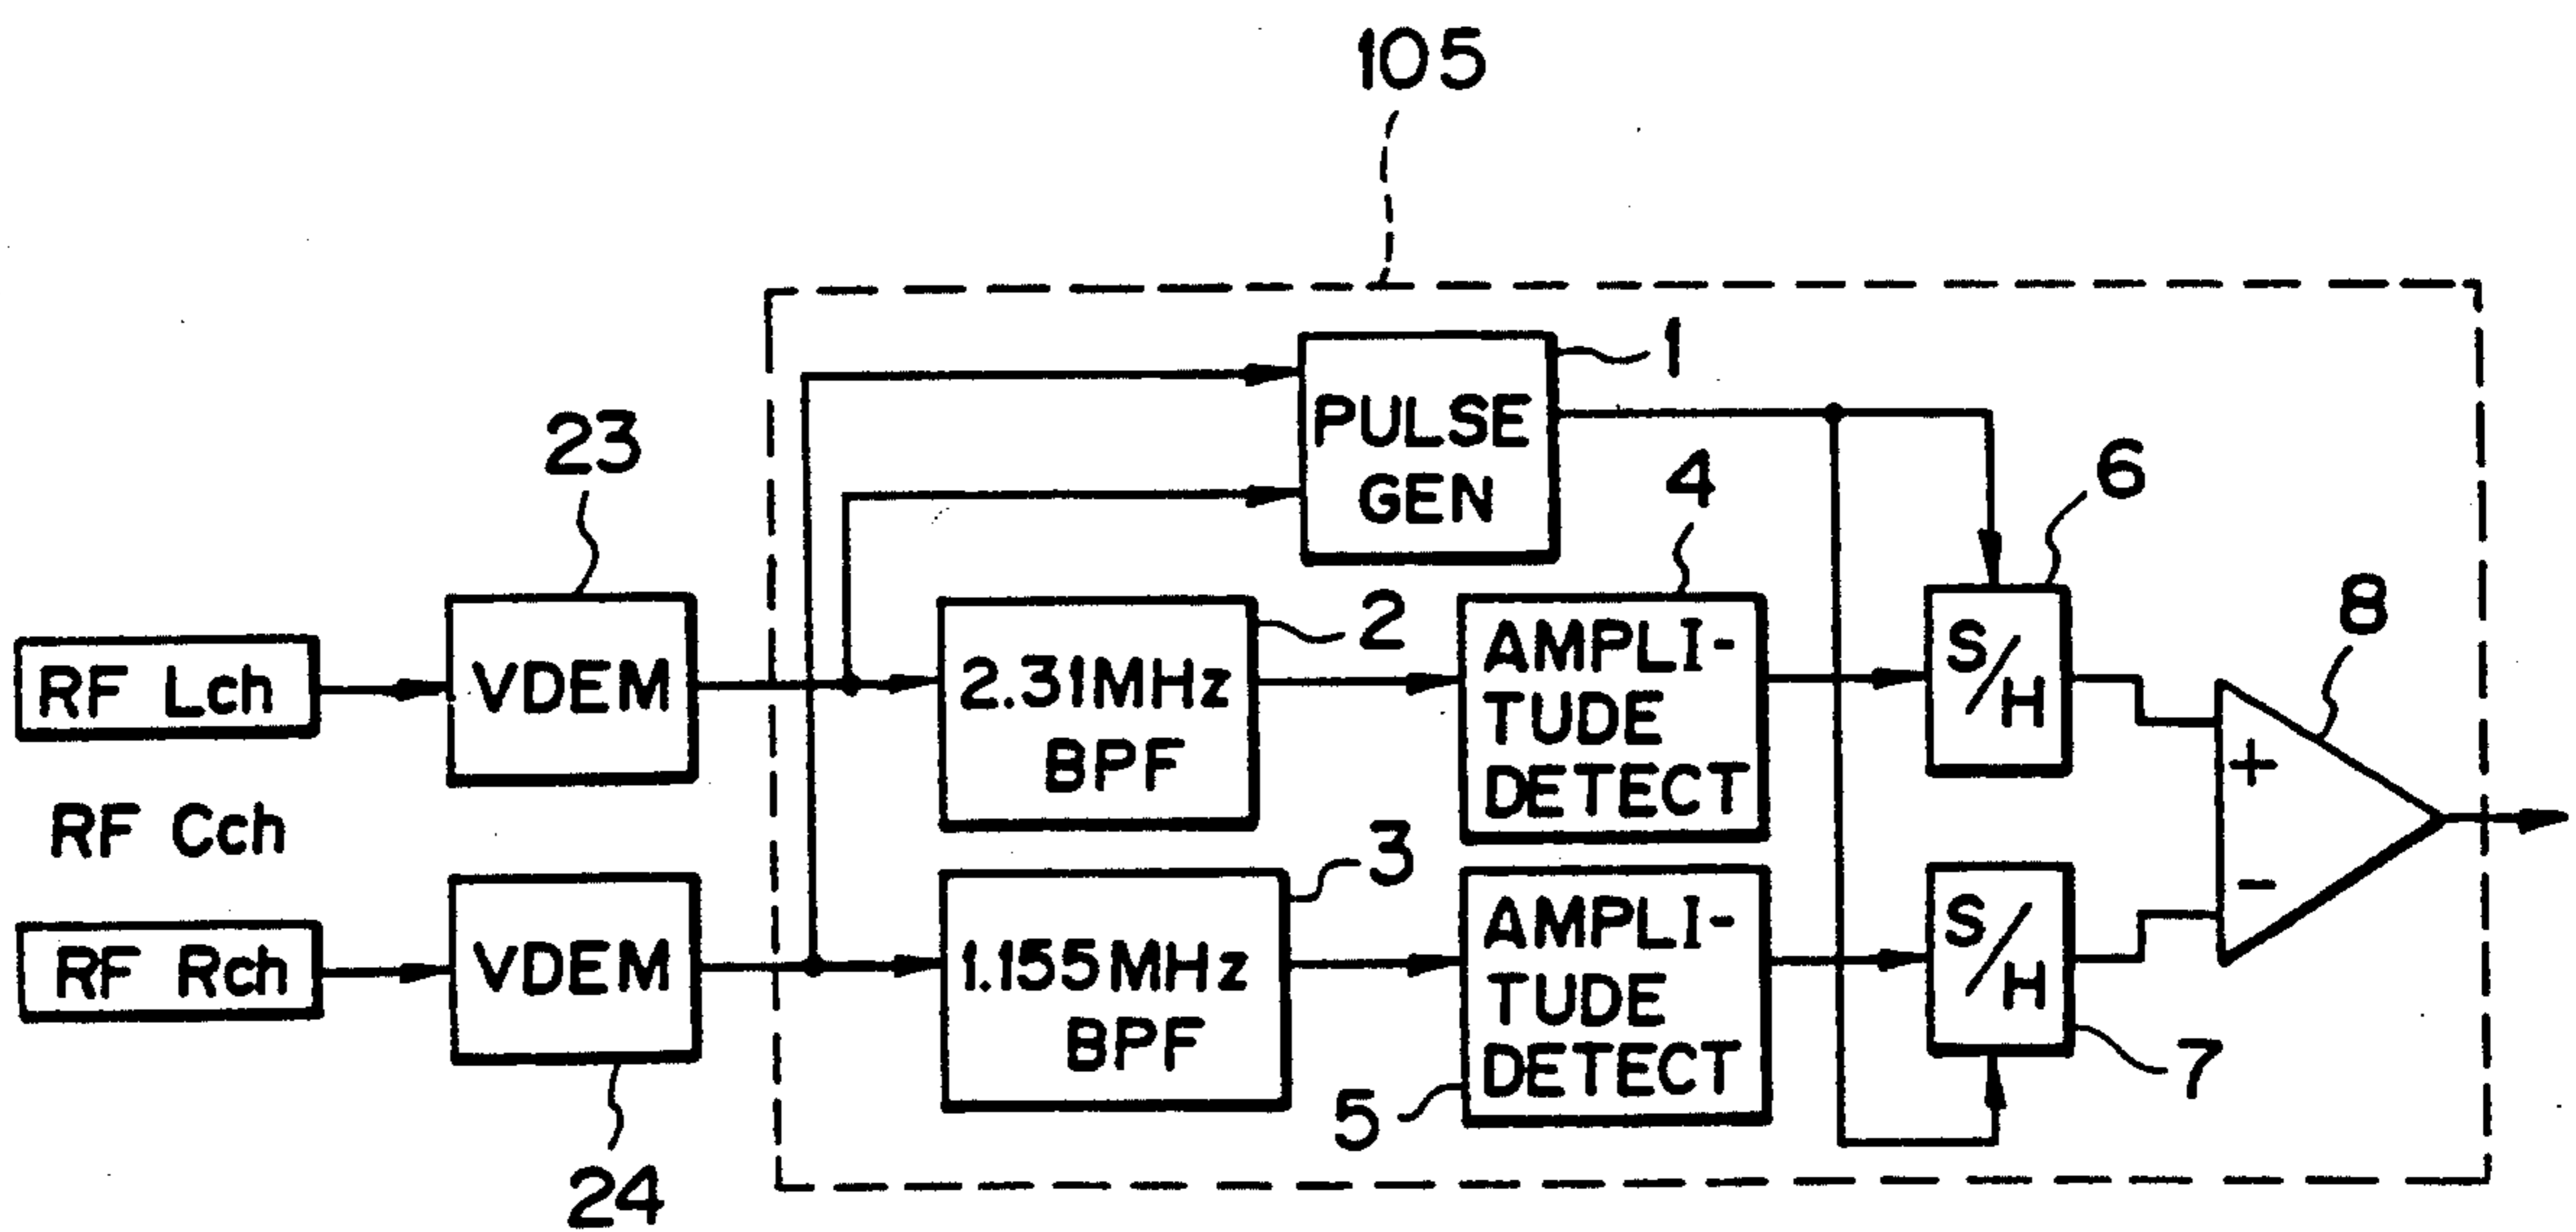 105
1
PULSE
GEN
23
4
6
8
RF Lch
VDEM
2
2.31MHz
BPF
AMPLI-
TUDE
DETECT
S/H
+
-
RF Cch
3
RF Rch
VDEM
24
1.155MHz
BPF
5
AMPLI-
TUDE
DETECT
S/H
7